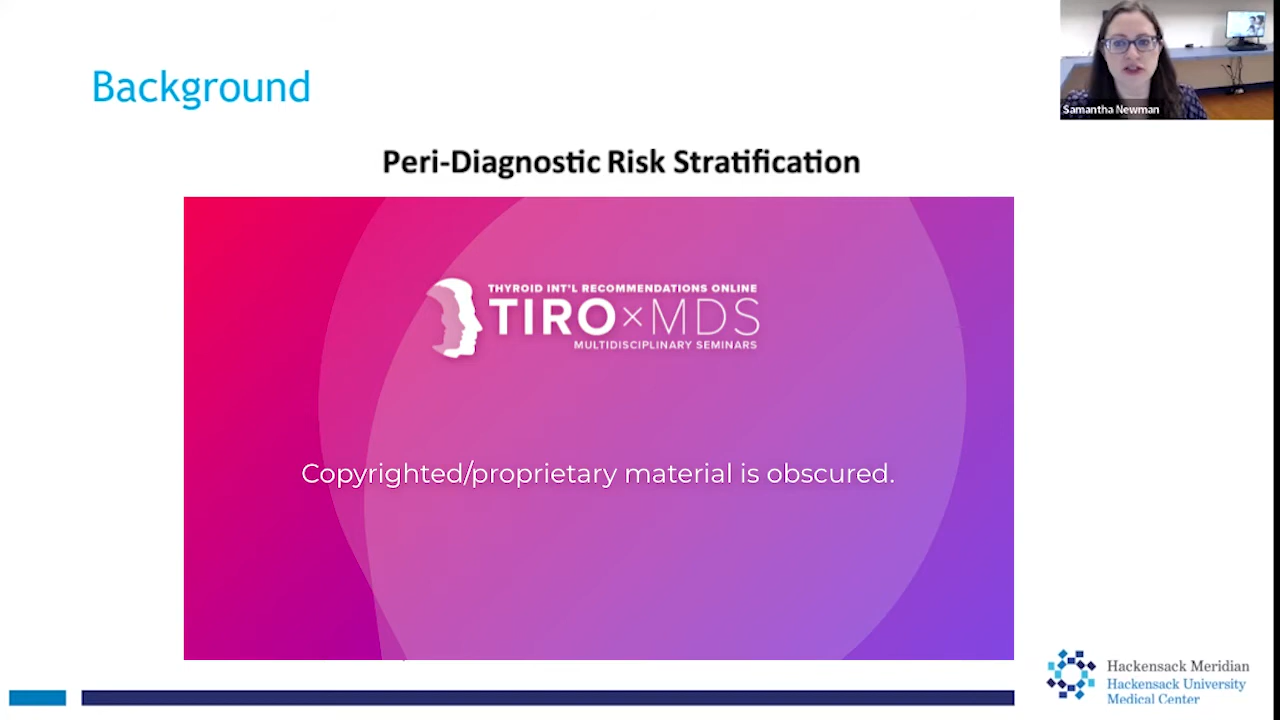 Background
Samantha Newman
Peri-Diagnostic Risk Stratification
THYROID INT'L RECOMMENDATIONS ONLINE
TIRO×MDS
MULTIDISCIPLINARY SEMINARS
Copyrighted/proprietary material is obscured.
Hackensack Meridian
Hackensack University
Medical Center